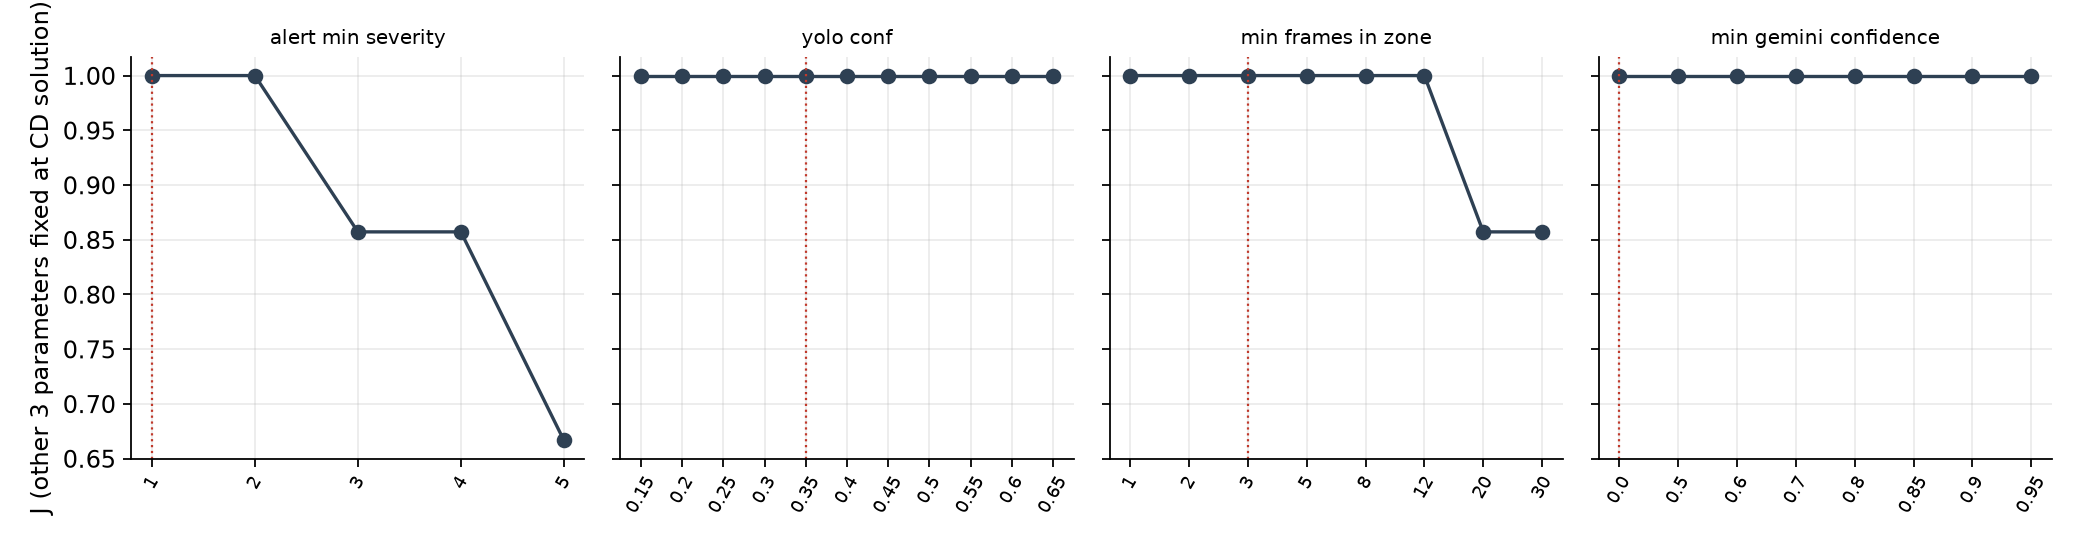 J (other 3 parameters fixed at CD solution)
alert min severity
1.00
0.95
0.90
0.85
0.80
0.75
0.70
0.65
1 2 3 4 5
yolo conf
0.15 0.2 0.25 0.3 0.35 0.4 0.45 0.5 0.55 0.6 0.65
min frames in zone
1 2 3 5 8 12 20 30
min gemini confidence
0.0 0.5 0.6 0.7 0.8 0.85 0.9 0.95